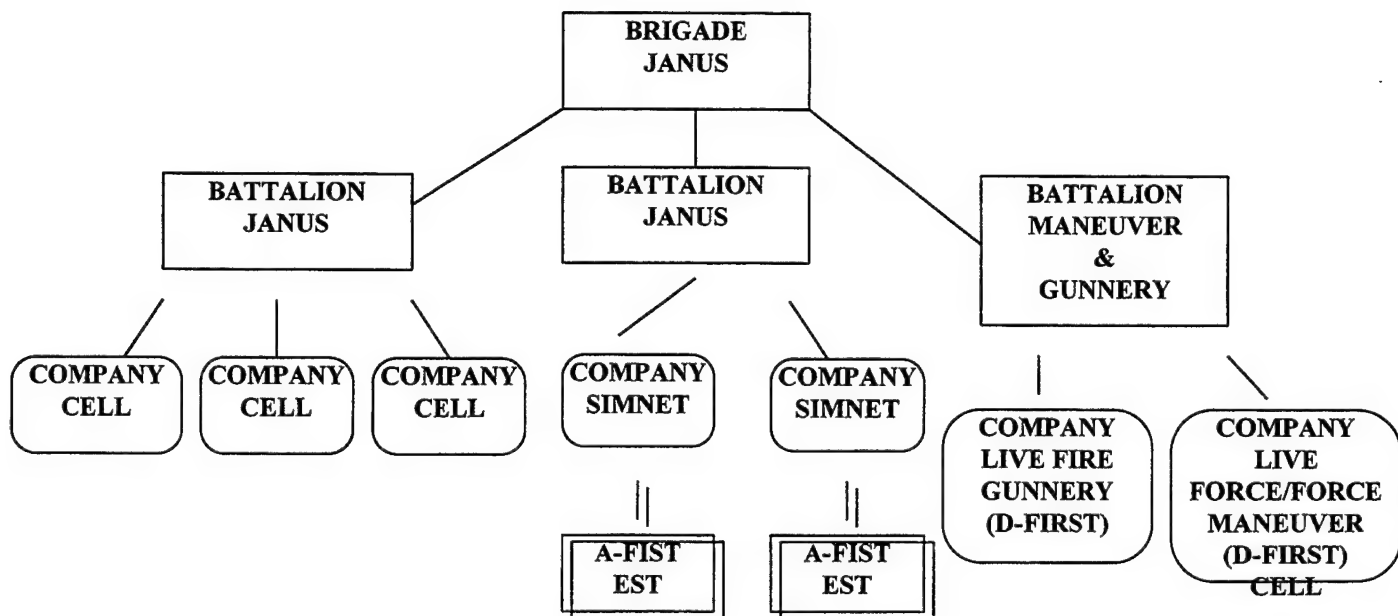 BRIGADE
JANUS
BATTALION
JANUS
BATTALION
JANUS
BATTALION
MANEUVER
&
GUNNERY
COMPANY
CELL
COMPANY
CELL
COMPANY
CELL
COMPANY
SIMNET
COMPANY
SIMNET
COMPANY
LIVE FIRE
GUNNERY
(D-FIRST)
COMPANY
LIVE
FORCE/FORCE
MANEUVER
(D-FIRST)
CELL
A-FIST
EST
A-FIST
EST